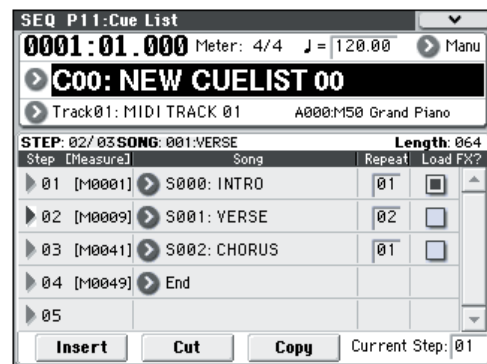 SEQ P11:Cue List
0001:01.000 Meter: 4/4 ♩= 120.00 Manu
C00: NEW CUELIST 00
Track01: MIDI TRACK 01 A000:M50 Grand Piano
STEP: 02/03 SONG: 001:VERSE Length: 064
Step [Measure] Song Repeat Load FX?
01 [M0001] S000: INTRO 01
02 [M0009] S001: VERSE 02
03 [M0041] S002: CHORUS 01
04 [M0049] End
05
Insert Cut Copy Current Step: 01